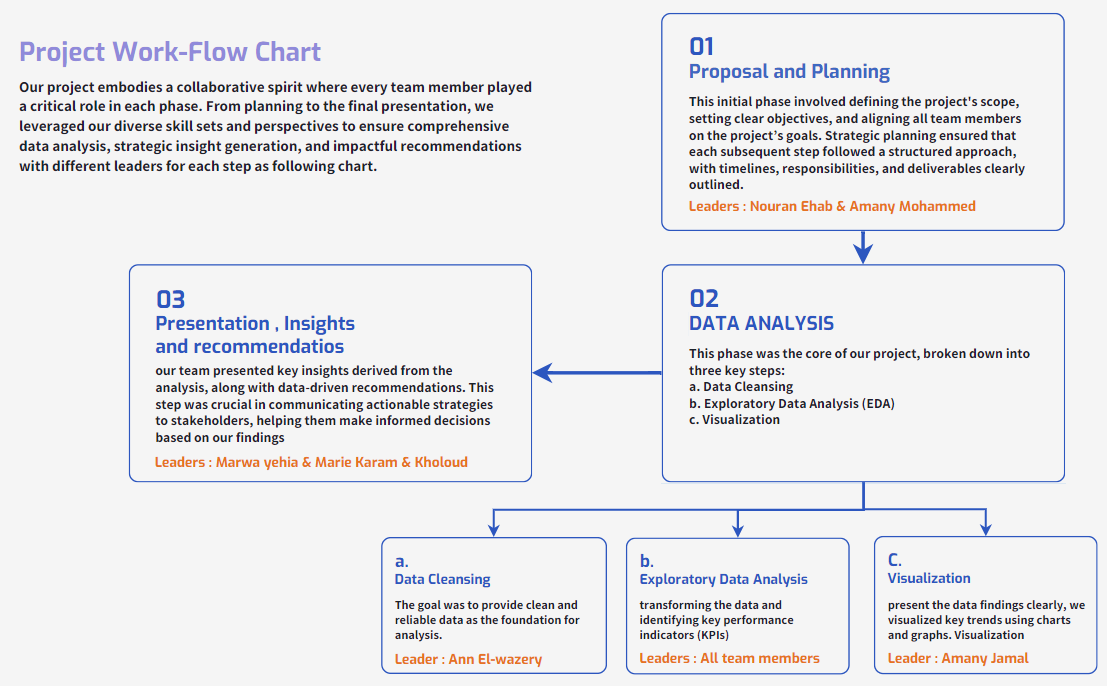 Project Work-Flow Chart
Our project embodies a collaborative spirit where every team member played
a critical role in each phase. From planning to the final presentation, we
leveraged our diverse skill sets and perspectives to ensure comprehensive
data analysis, strategic insight generation, and impactful recommendations
with different leaders for each step as following chart.
01
Proposal and Planning
This initial phase involved defining the project's scope,
setting clear objectives, and aligning all team members
on the project’s goals. Strategic planning ensured that
each subsequent step followed a structured approach,
with timelines, responsibilities, and deliverables clearly
outlined.
Leaders : Nouran Ehab & Amany Mohammed
02
DATA ANALYSIS
This phase was the core of our project, broken down into
three key steps:
a. Data Cleansing
b. Exploratory Data Analysis (EDA)
c. Visualization
03
Presentation , Insights
and recommendatios
our team presented key insights derived from the
analysis, along with data-driven recommendations. This
step was crucial in communicating actionable strategies
to stakeholders, helping them make informed decisions
based on our findings
Leaders : Marwa yehia & Marie Karam & Kholoud
a.
Data Cleansing
The goal was to provide clean and
reliable data as the foundation for
analysis.
Leader : Ann El-wazery
b.
Exploratory Data Analysis
transforming the data and
identifying key performance
indicators (KPIs)
Leaders : All team members
C.
Visualization
present the data findings clearly, we
visualized key trends using charts
and graphs. Visualization
Leader : Amany Jamal